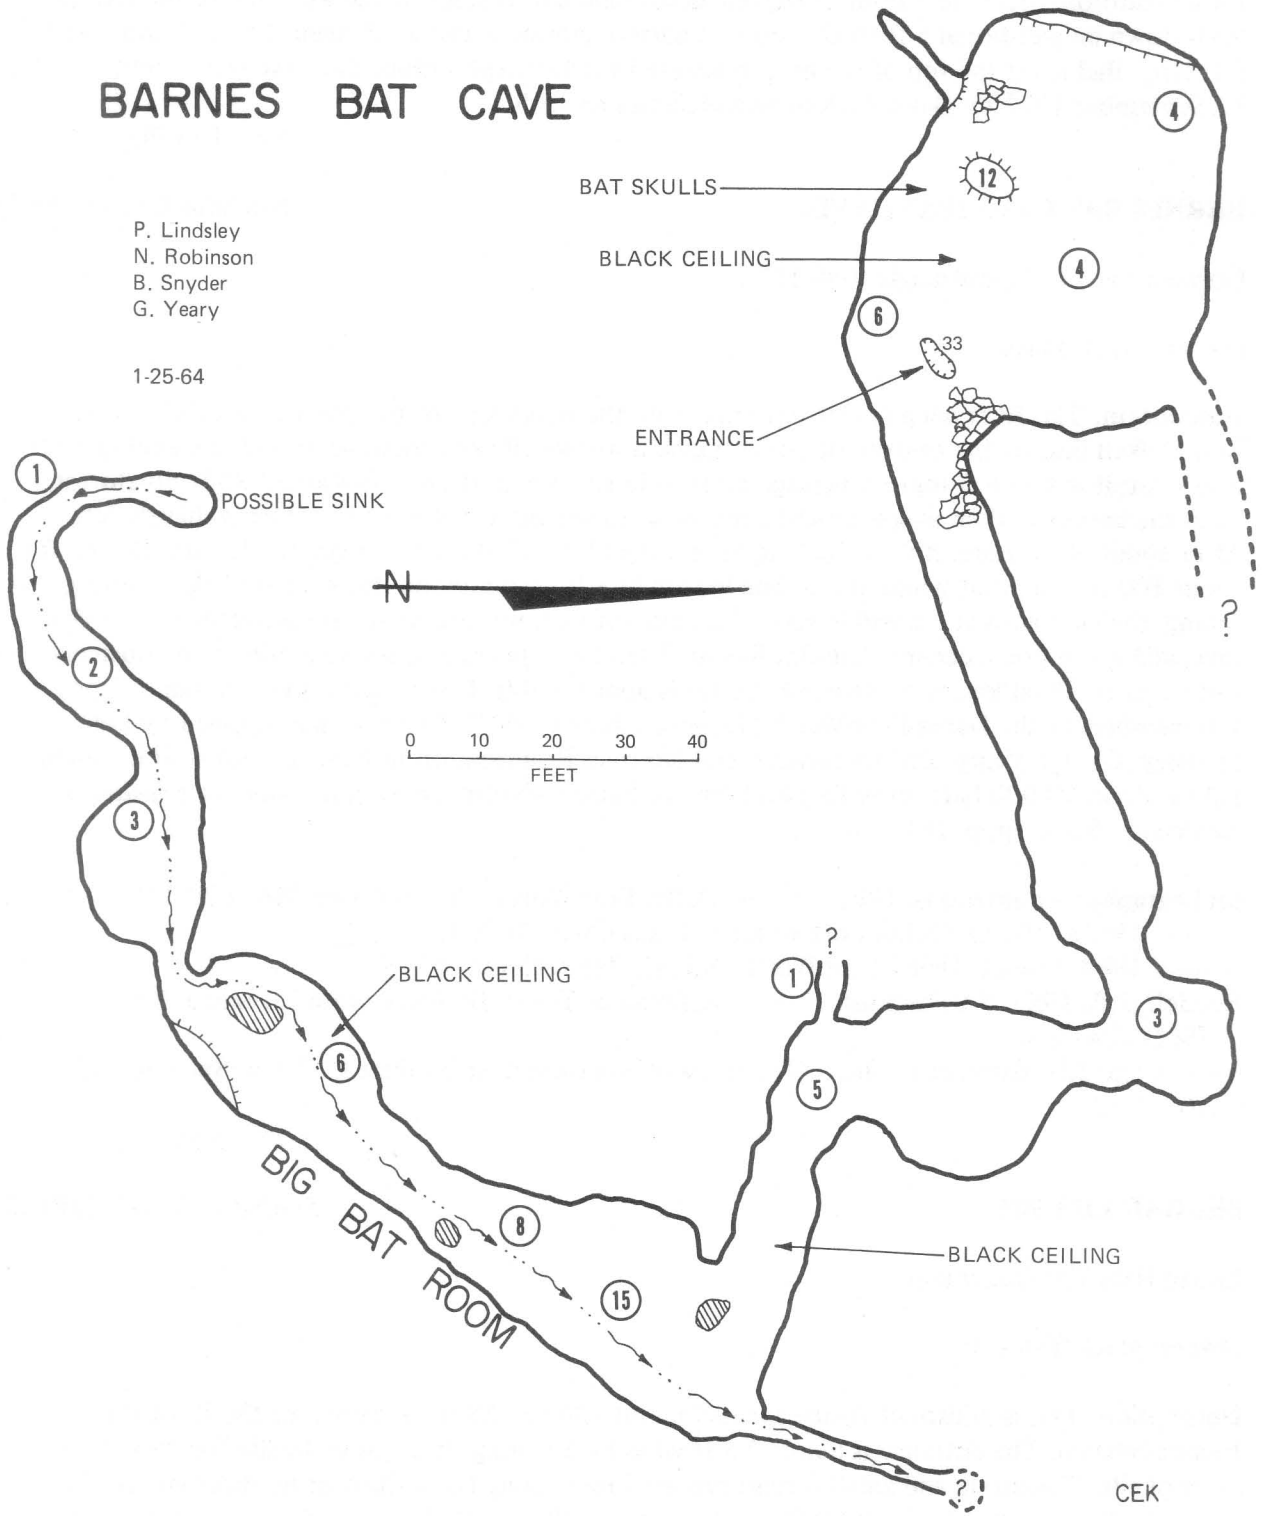 BARNES BAT CAVE
P. Lindsley
N. Robinson
B. Snyder
G. Yeary
1-25-64
4
BAT SKULLS
12
BLACK CEILING
4
6
33
ENTRANCE
1
POSSIBLE SINK
N
?
2
0 10 20 30 40
FEET
3
?
BLACK CEILING
1
3
6
5
BIG BAT ROOM
8
BLACK CEILING
15
?
CEK